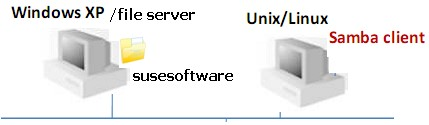 Windows XP /file server
susesoftware
Unix/Linux
Samba client